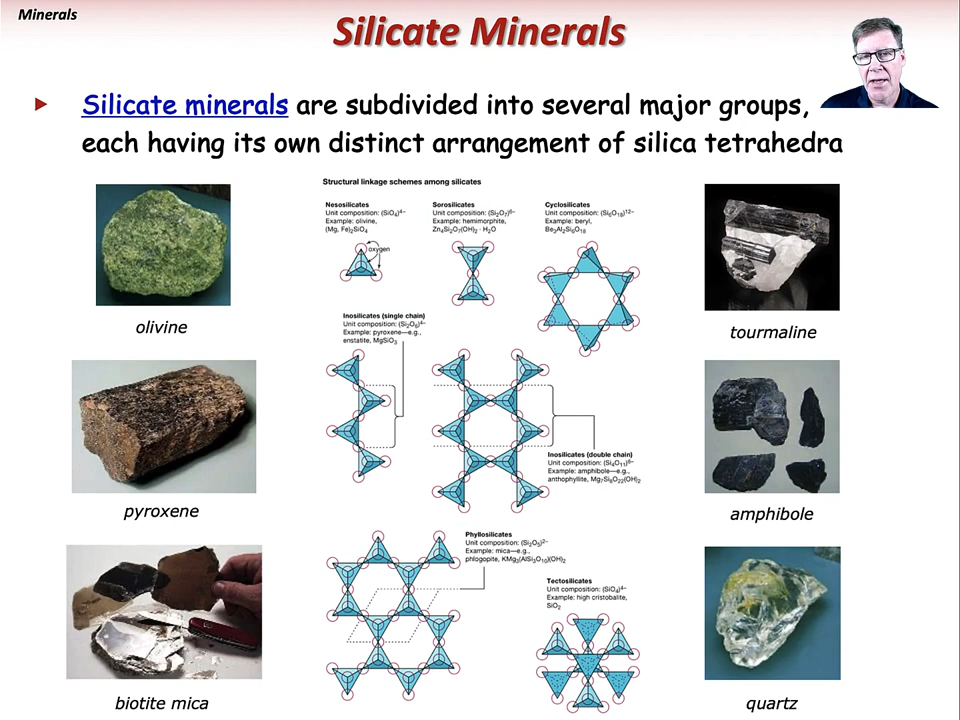 Minerals
Silicate Minerals
Silicate minerals are subdivided into several major groups,
each having its own distinct arrangement of silica tetrahedra
Structural linkage schemes among silicates
Nesosilicates
Unit composition: (SiO4)4–
Example: olivine,
(Mg, Fe)2SiO4
oxygen
Sorosilicates
Unit composition: (Si2O7)6–
Example: hemimorphite,
Zn4Si2O7(OH)2 · H2O
Cyclosilicates
Unit composition: (Si6O18)12–
Example: beryl,
Be3Al2Si6O18
olivine
tourmaline
Inosilicates (single chain)
Unit composition: (Si2O6)4–
Example: pyroxene—e.g.,
enstatite, MgSiO3
Inosilicates (double chain)
Unit composition: (Si4O11)6–
Example: amphibole—e.g.,
anthophyllite, Mg7Si8O22(OH)2
pyroxene
amphibole
Phyllosilicates
Unit composition: (Si2O5)2–
Example: mica—e.g.,
phlogopite, KMg3(AlSi3O10)(OH)2
Tectosilicates
Unit composition: (SiO4)4–
Example: high cristobalite,
SiO2
biotite mica
quartz